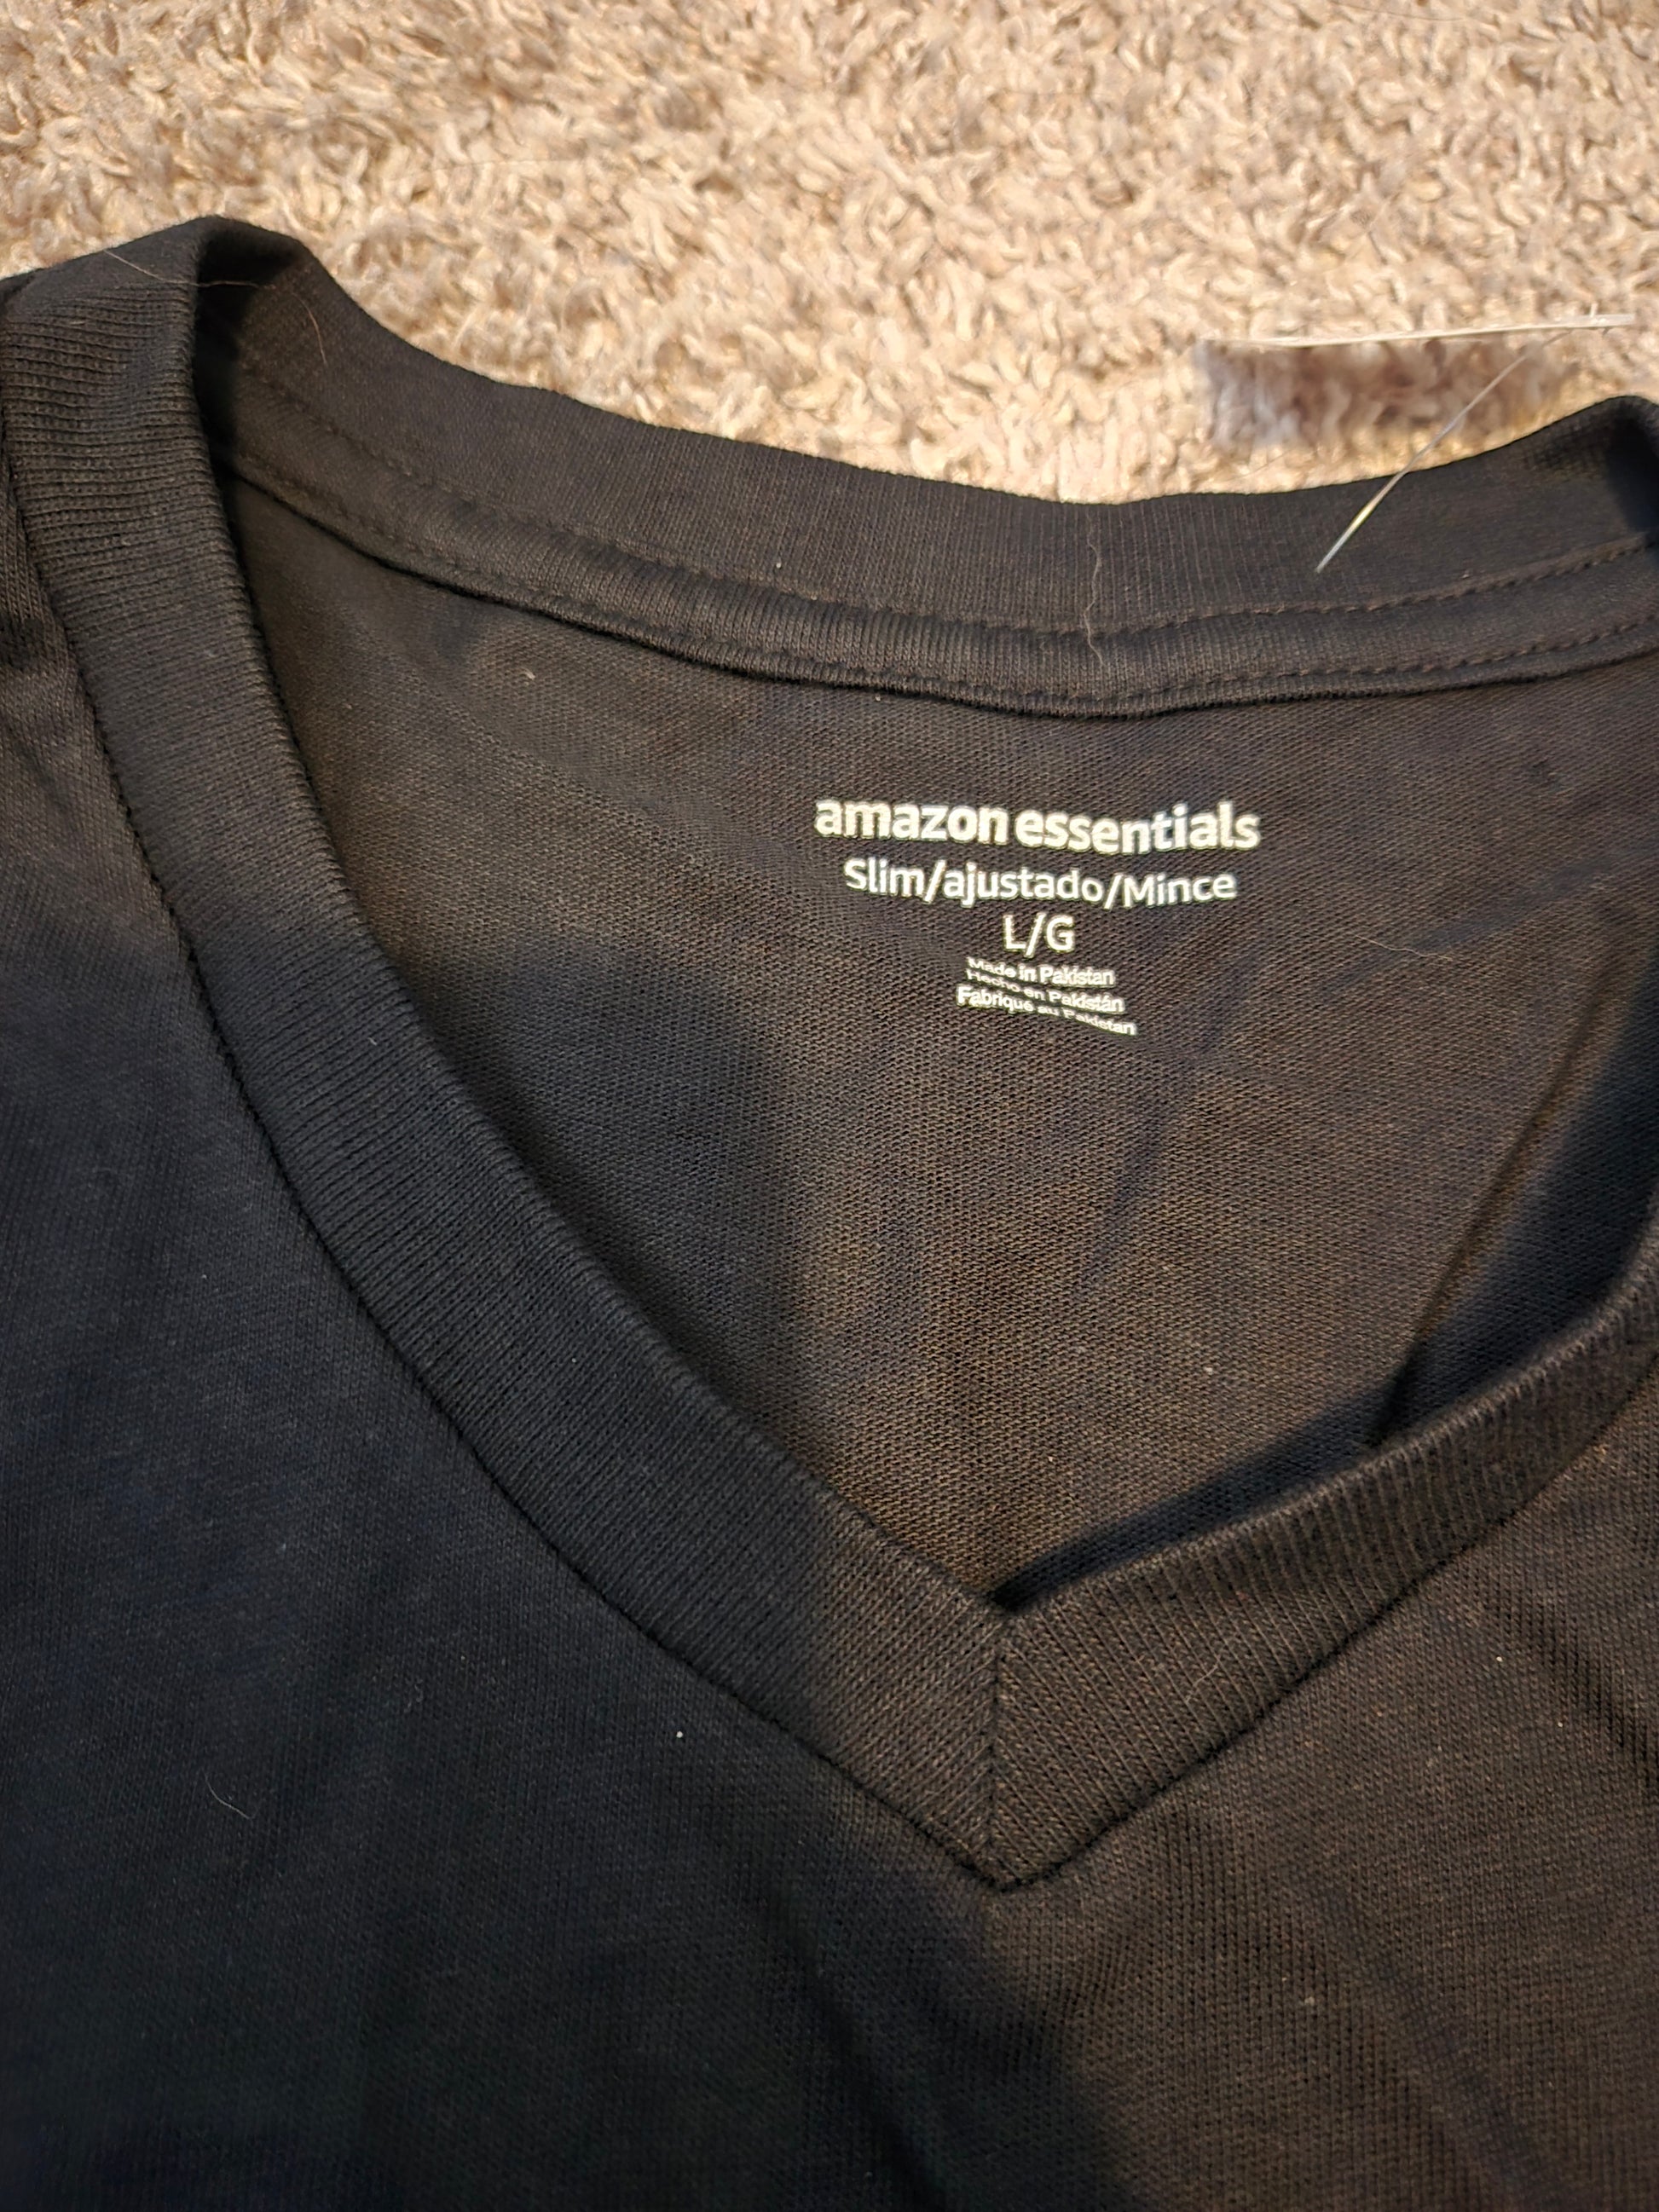 amazon essentials
Slim/ajustado/Mince
L/G
Made in Pakistan
Hecho en Pakistán
Fabriqué au Pakistan